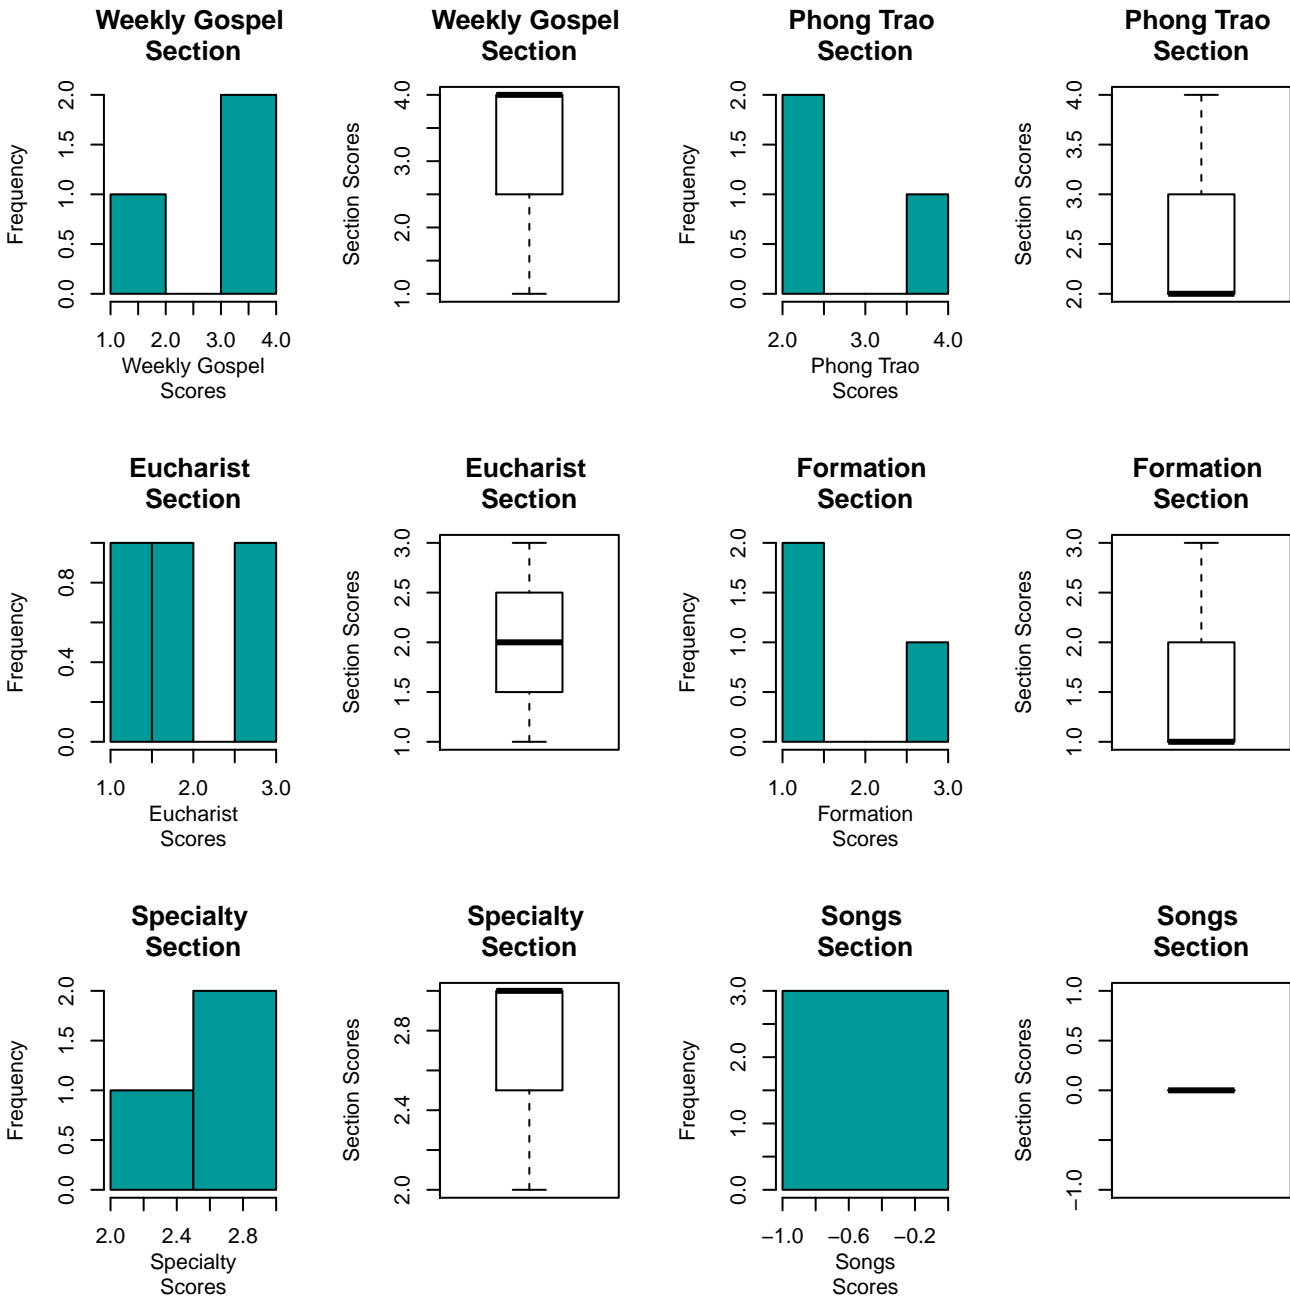 Weekly Gospel
Section
Frequency
0.0 0.5 1.0 1.5 2.0
1.0 2.0 3.0 4.0
Weekly Gospel
Scores
Weekly Gospel
Section
Section Scores
1.0 2.0 3.0 4.0
Phong Trao
Section
Frequency
0.0 0.5 1.0 1.5 2.0
2.0 3.0 4.0
Phong Trao
Scores
Phong Trao
Section
Section Scores
2.0 2.5 3.0 3.5 4.0
Eucharist
Section
Frequency
0.0 0.4 0.8
1.0 2.0 3.0
Eucharist
Scores
Eucharist
Section
Section Scores
1.0 1.5 2.0 2.5 3.0
Formation
Section
Frequency
0.0 0.5 1.0 1.5 2.0
1.0 2.0 3.0
Formation
Scores
Formation
Section
Section Scores
1.0 1.5 2.0 2.5 3.0
Specialty
Section
Frequency
0.0 0.5 1.0 1.5 2.0
2.0 2.4 2.8
Specialty
Scores
Specialty
Section
Section Scores
2.0 2.4 2.8
Songs
Section
Frequency
0.0 1.0 2.0 3.0
−1.0 −0.6 −0.2
Songs
Scores
Songs
Section
Section Scores
−1.0 0.0 0.5 1.0